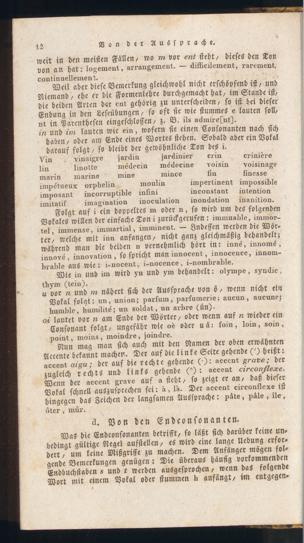 12 Von der Aussprache.
weit in den meisten Fällen, wo m vor ent steht, dieses den Ton
von an hat: logement, arrangement. — difficilement, rarement,
continuellement.
Weil aber diese Bemerkung gleichwohl nicht erschöpfend ist, und
Niemand, ehe er die Formenlehre durchgemacht hat, im Stande ist,
die beiden Arten der ent gehörig zu unterscheiden, so ist bei dieser
Endung in den Leseübungen, so oft sie wie stummes e lauten soll,
nt in Parenthesen eingeschlossen, z. B. ils admire[nt].
in und im lauten wie ein, wofern sie einen Consonanten nach sich
haben, oder am Ende eines Wortes stehen. Sobald aber ein Vokal
darauf folgt, so bleibt der gewöhnliche Ton des i.
Vin vinaigre jardin jardinier crin crinière
lin linotte médecin médecine voisin voisinage
marin marine mine mince fin finesse
impétueux orphelin moulin impertinent impossible
imposant incorruptible infini inconstant intention
imitatif imagination inoculation inondation inanition.
Folgt auf i ein doppeltes m oder n, so wird um des folgenden
Vokales willen der einfache Ton i zurückgerufen: immuable, immor-
tel, immense, immartial, imminent. — Indessen werden die Wör-
ter, welche mit inn anfangen, nicht ganz gleichmäßig behandelt;
während man die beiden n vernehmlich hört in: inné, innomé,
innové, innovation, so spricht man innocent, innocence, innom-
brable aus wie: i-nocent, i-nocence, i-nombrable.
Wie in und im wird yn und ym behandelt: olympe, syndic,
thym (tein).
u vor n und m nähert sich der Aussprache von ö, wenn nicht ein
Vokal folgt: un, union; parfum, parfumerie; aucun, aucune;
humble, humilité; un soldat, un arbre (ün).
oi lautet vor n am Ende der Wörter, oder wenn auf n wieder ein
Consonant folgt, ungefähr wie oè oder uä: foin, loin, soin,
point, moins, moindre, joindre.
Nun mag man sich auch mit den Namen der oben erwähnten
Accente bekannt machen. Der auf die linke Seite gehende (´) heißt:
accent aigu; der auf die rechte gehende (`): accent grave; der
zugleich rechts und links gehende (^): accent circonflexe.
Wenn der accent grave auf a steht, so zeigt er an, daß dieser
Vokal schnell auszusprechen sei: à, là. Der accent circonflexe ist
hingegen das Zeichen der langsamen Aussprache: pâte, pâle, île,
ôter, mûr.
d. Von den Endconsonanten.
Was die Endconsonanten betrifft, so läßt sich darüber keine un-
bedingt gültige Regel aufstellen, es wird eine lange Uebung erfor-
dert, um keine Mißgriffe zu machen. Dem Anfänger mögen fol-
gende Bemerkungen genügen: Die überaus häufig vorkommenden
Endbuchstaben s und t werden ausgesprochen, wenn das folgende
Wort mit einem Vokal oder stummen h anfängt, im entgegen-